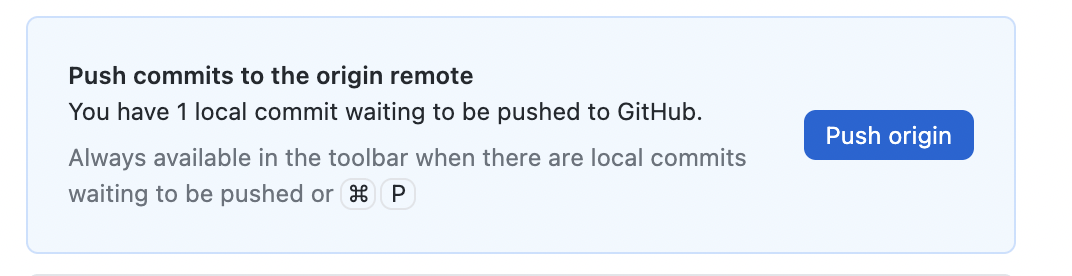 Push commits to the origin remote
You have 1 local commit waiting to be pushed to GitHub.
Always available in the toolbar when there are local commits
waiting to be pushed or ⌘ P
Push origin